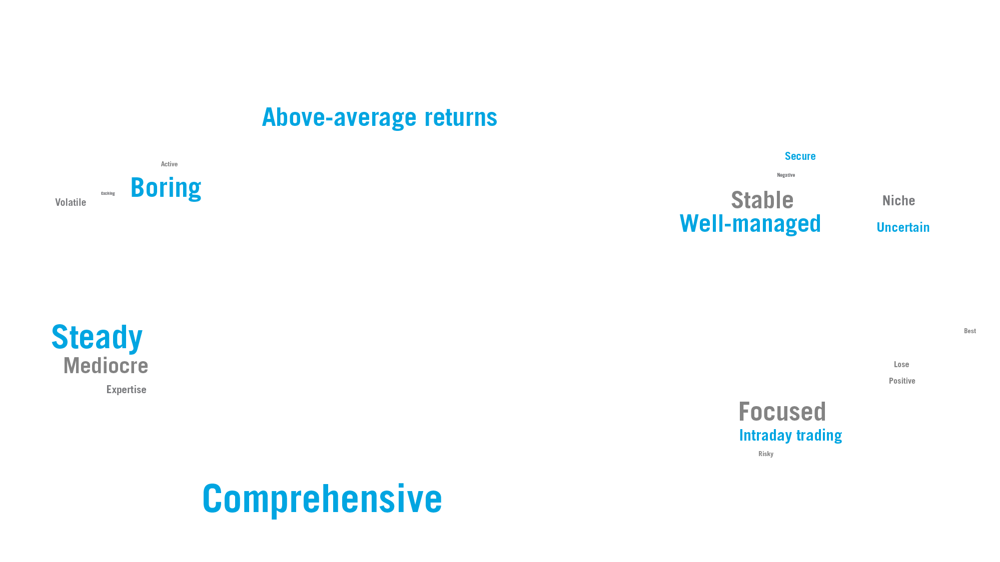 Above-average returns
Secure
Active
Negative
Boring
Exciting
Volatile
Stable
Niche
Well-managed
Uncertain
Steady
Best
Mediocre
Lose
Positive
Expertise
Focused
Intraday trading
Risky
Comprehensive